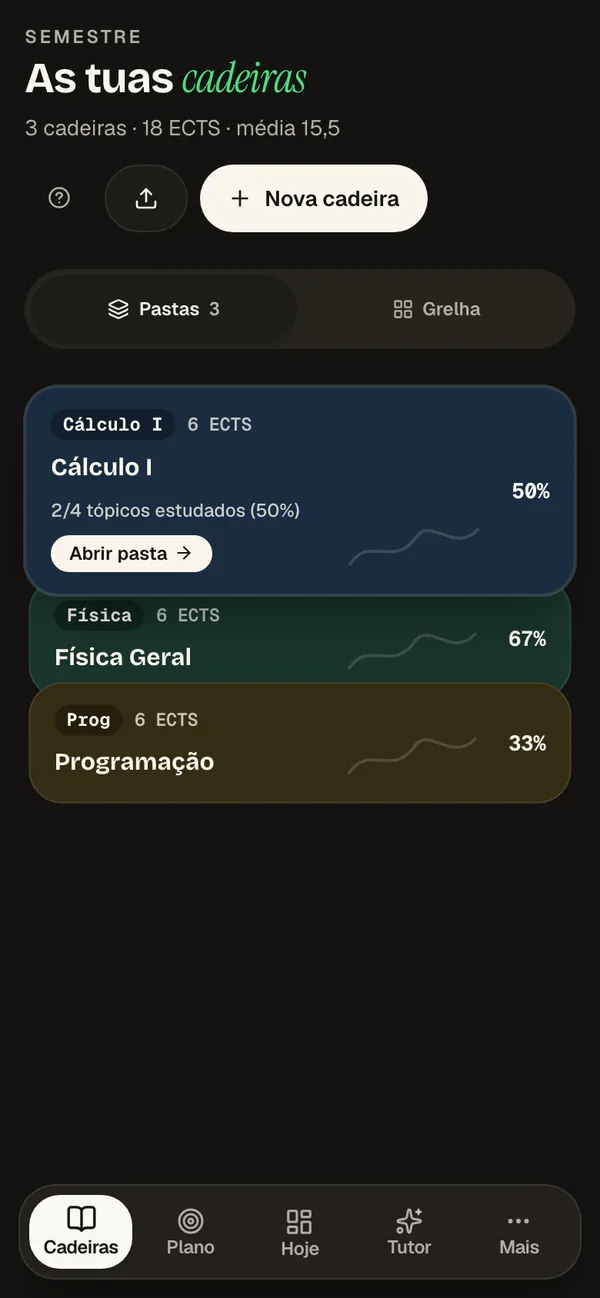 SEMESTRE
As tuas cadeiras
3 cadeiras · 18 ECTS · média 15,5
Nova cadeira
Pastas 3
Grelha
Cálculo I 6 ECTS
Cálculo I
50%
2/4 tópicos estudados (50%)
Abrir pasta →
Física 6 ECTS
67%
Física Geral
Prog 6 ECTS
33%
Programação
Cadeiras
Plano
Hoje
Tutor
Mais